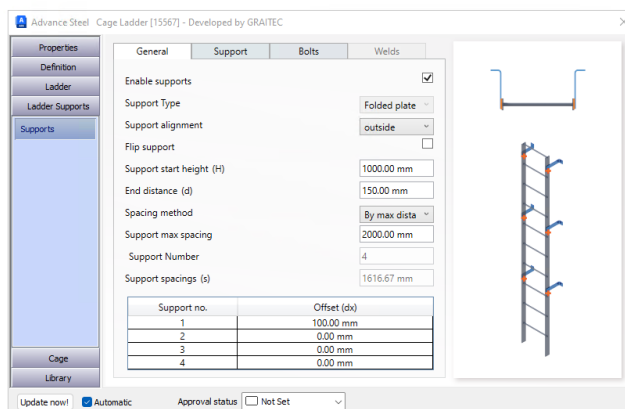 Advance Steel   Cage Ladder [15567] - Developed by GRAITEC
Properties
Definition
Ladder
Ladder Supports
Supports
Cage
Library
General Support Bolts Welds
Enable supports
Support Type Folded plate
Support alignment outside
Flip support
Support start height (H) 1000.00 mm
End distance (d) 150.00 mm
Spacing method By max dista
Support max spacing 2000.00 mm
Support Number 4
Support spacings (s) 1616.67 mm
Support no. Offset (dx)
1 100.00 mm
2 0.00 mm
3 0.00 mm
4 0.00 mm
Update now! Automatic Approval status Not Set